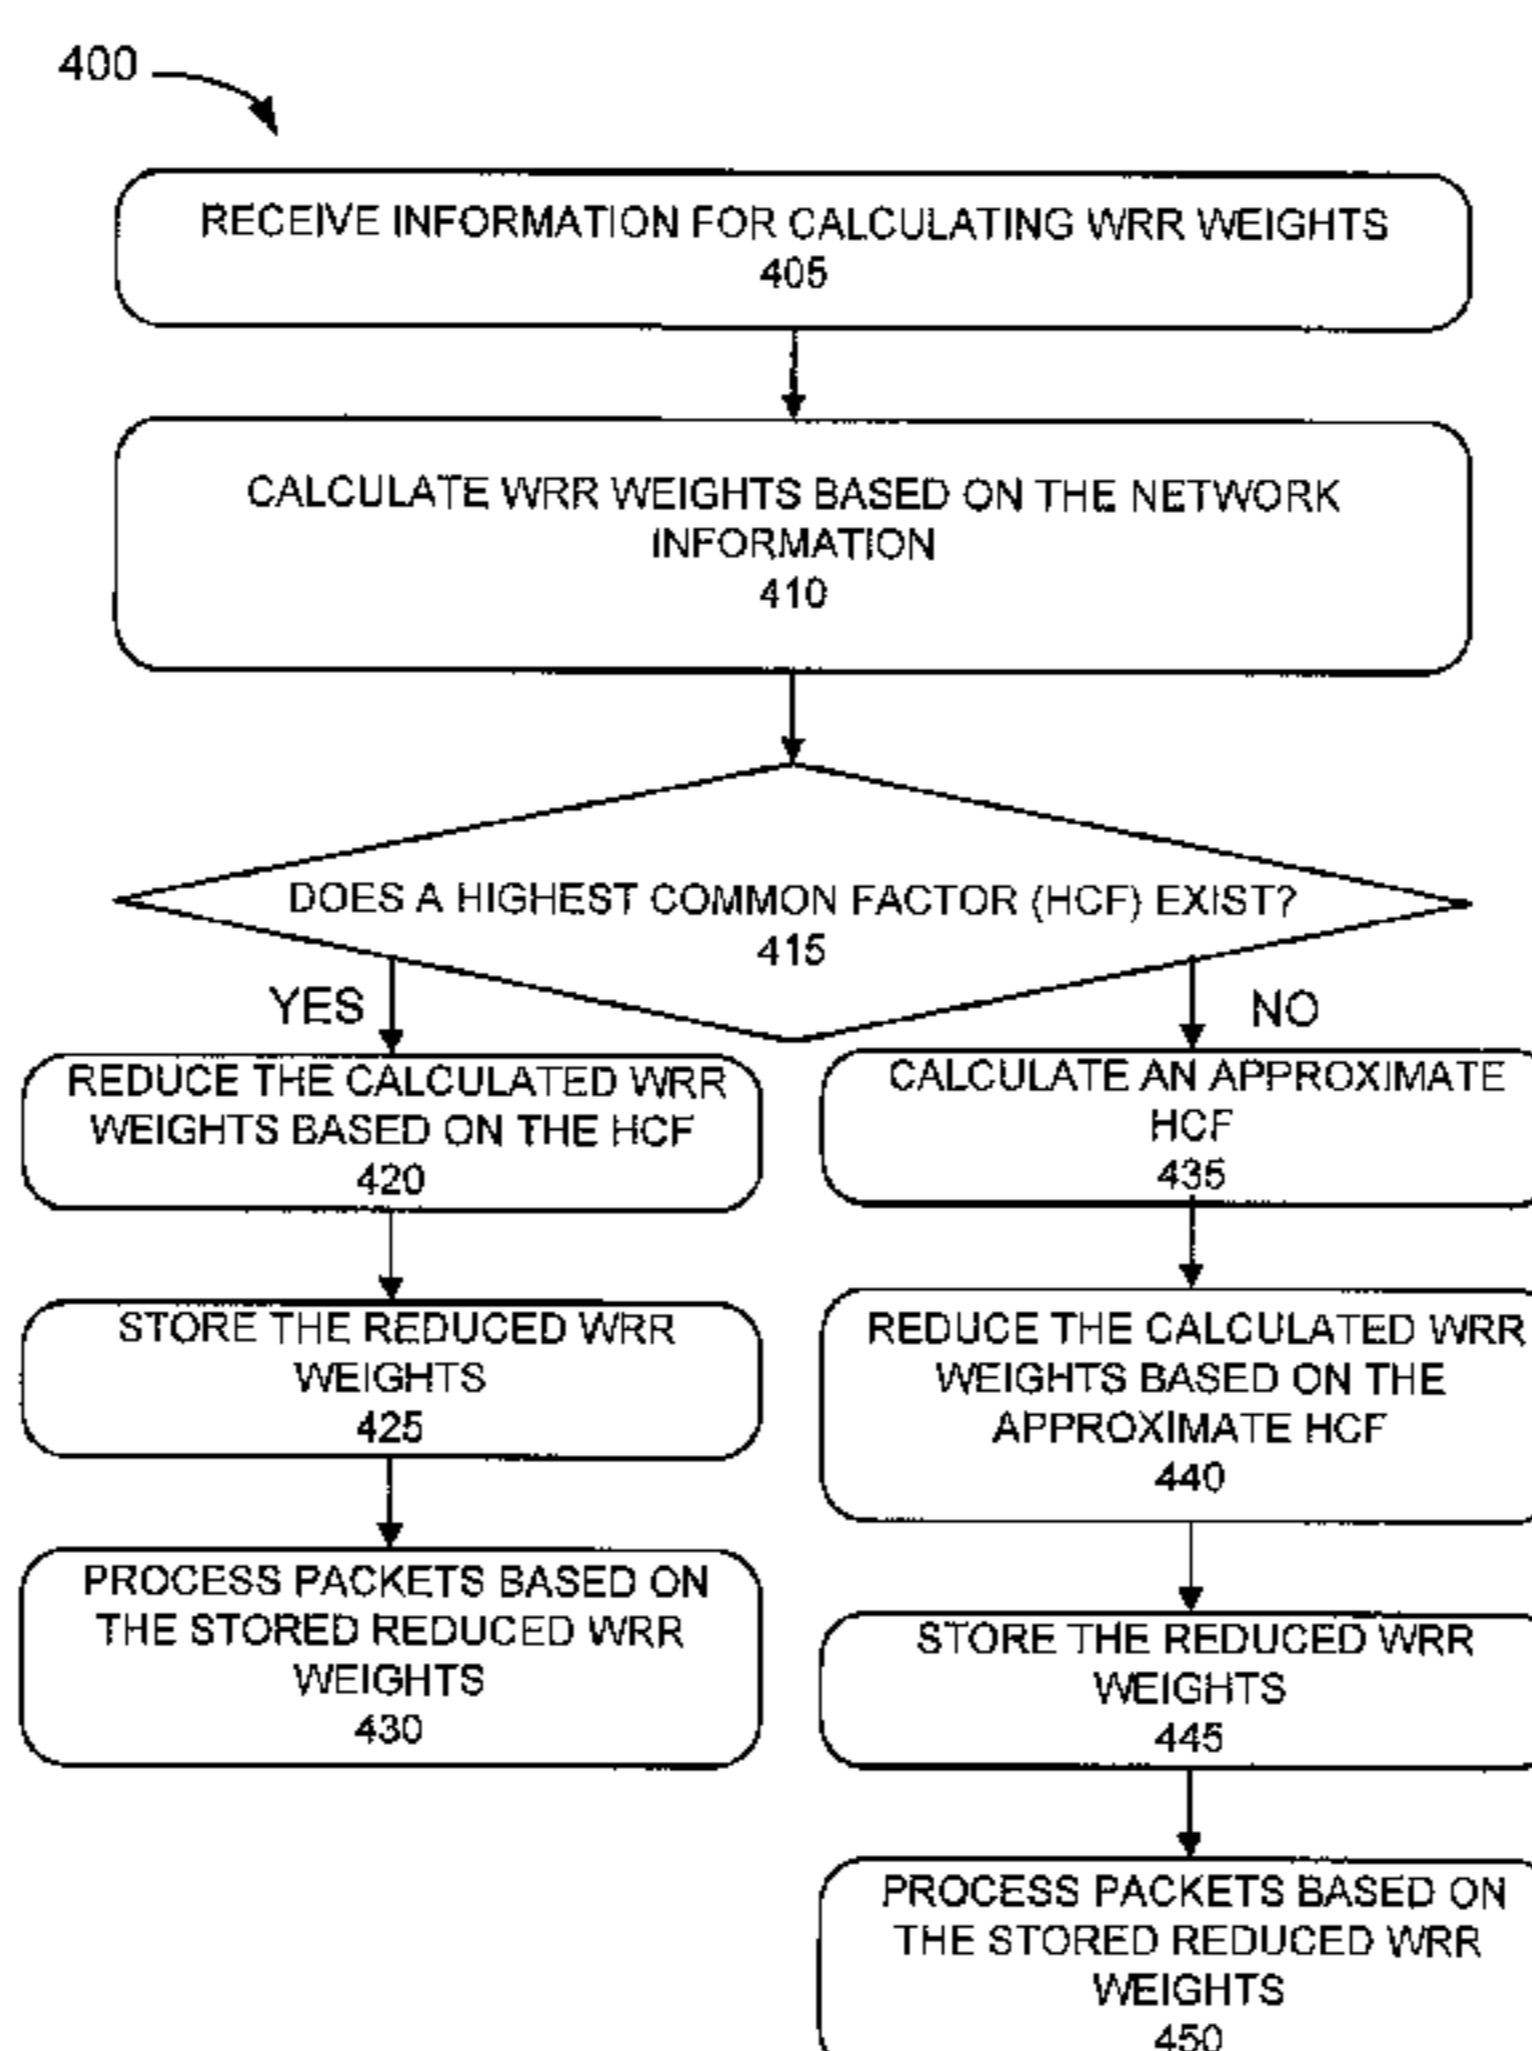 400
RECEIVE INFORMATION FOR CALCULATING WRR WEIGHTS
405
CALCULATE WRR WEIGHTS BASED ON THE NETWORK
INFORMATION
410
DOES A HIGHEST COMMON FACTOR (HCF) EXIST?
415
YES
NO
REDUCE THE CALCULATED WRR
WEIGHTS BASED ON THE HCF
420
STORE THE REDUCED WRR
WEIGHTS
425
PROCESS PACKETS BASED ON
THE STORED REDUCED WRR
WEIGHTS
430
CALCULATE AN APPROXIMATE
HCF
435
REDUCE THE CALCULATED WRR
WEIGHTS BASED ON THE
APPROXIMATE HCF
440
STORE THE REDUCED WRR
WEIGHTS
445
PROCESS PACKETS BASED ON
THE STORED REDUCED WRR
WEIGHTS
450